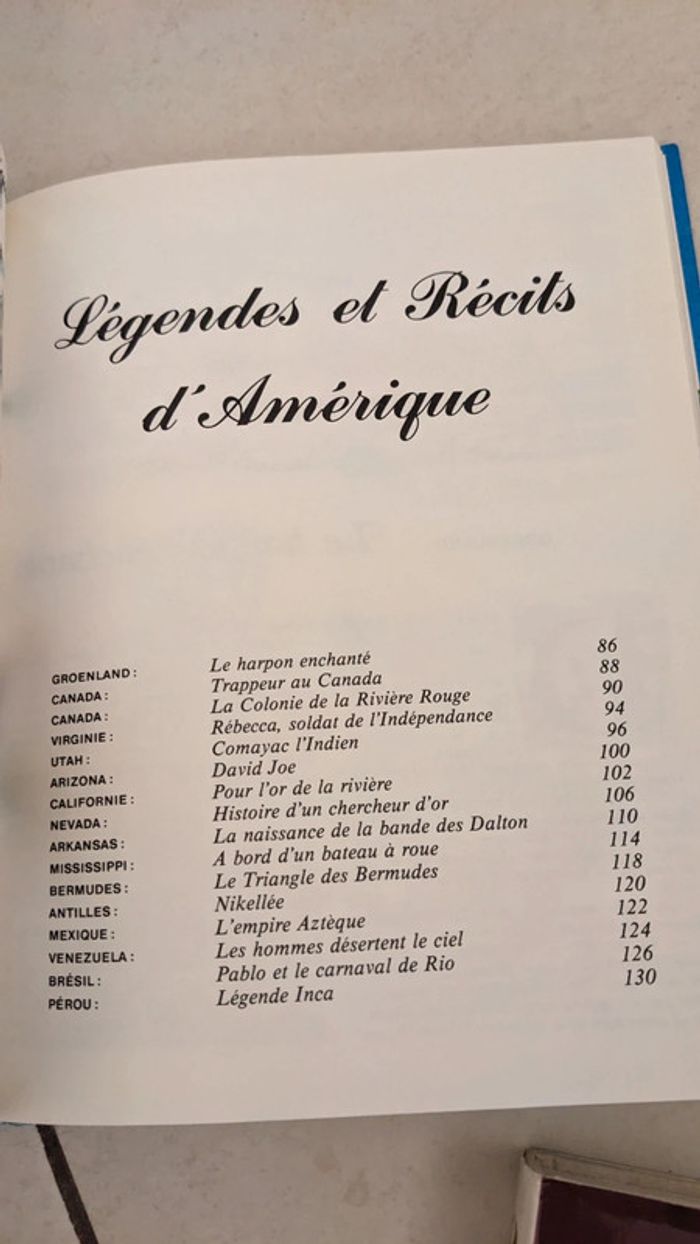 Légendes et Récits
d'Amérique
GROENLAND: Le harpon enchanté 86
CANADA: Trappeur au Canada 88
CANADA: La Colonie de la Rivière Rouge 90
VIRGINIE: Rébecca, soldat de l'Indépendance 94
UTAH: Comayac l'Indien 96
ARIZONA: David Joe 100
CALIFORNIE: Pour l'or de la rivière 102
NEVADA: Histoire d'un chercheur d'or 106
ARKANSAS: La naissance de la bande des Dalton 110
MISSISSIPPI: A bord d'un bateau à roue 114
BERMUDES: Le Triangle des Bermudes 118
ANTILLES: Nikellée 120
MEXIQUE: L'empire Aztèque 122
VENEZUELA: Les hommes désertent le ciel 124
BRÉSIL: Pablo et le carnaval de Rio 126
PÉROU: Légende Inca 130